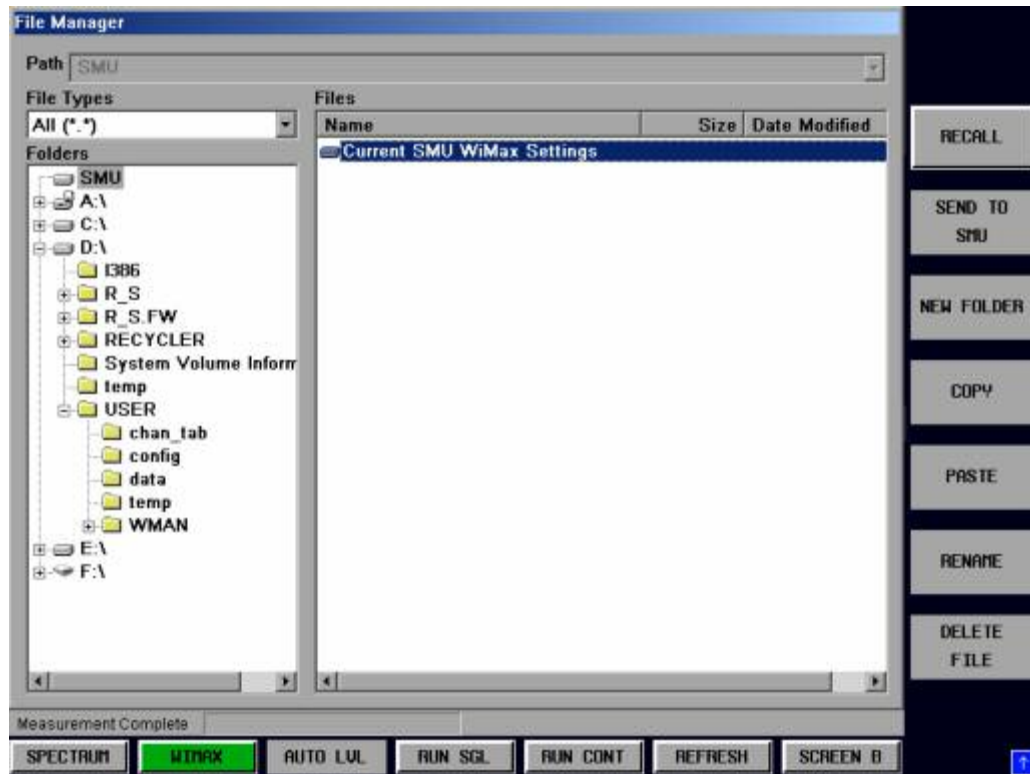 File Manager
Path SMU
File Types
All (*.*)
Folders
SMU
A:\
C:\
D:\
I386
R_S
R_S.FW
RECYCLER
System Volume Inform
temp
USER
chan_tab
config
data
temp
WMAN
E:\
F:\
Files
Name Size Date Modified
Current SMU WiMax Settings
RECALL
SEND TO
SMU
NEW FOLDER
COPY
PASTE
RENAME
DELETE
FILE
Measurement Complete
SPECTRUM WIMAX AUTO LVL RUN SGL RUN CONT REFRESH SCREEN B